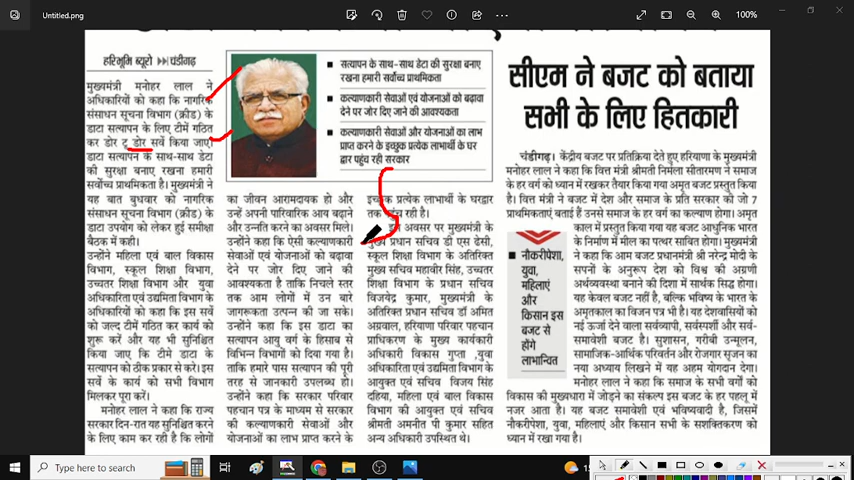 Untitled.png
100%
हरिभूमि ब्यूरो ▸▸ चंडीगढ़
मुख्यमंत्री मनोहर लाल ने
अधिकारियों को कहा कि नागरिक
संसाधन सूचना विभाग (क्रीड) के
डाटा सत्यापन के लिए टीमें गठित
कर डोर टू डोर सर्वे किया जाए
डाटा सत्यापन के साथ-साथ डेटा
की सुरक्षा बनाए रखना हमारी
सर्वोच्च प्राथमिकता है। मुख्यमंत्री ने
यह बात बुधवार को नागरिक
संसाधन सूचना विभाग (क्रीड) के
डाटा उपयोग को लेकर हुई समीक्षा
बैठक में कही।
उन्होंने महिला एवं बाल विकास
विभाग, स्कूल शिक्षा विभाग,
उच्चतर शिक्षा विभाग और युवा
अधिकारिता एवं उद्यमिता विभाग के
अधिकारियों को कहा कि इस सर्वे
को जल्द टीमें गठित कर कार्य को
शुरू करें और यह भी सुनिश्चित
किया जाए कि टीमें डाटा के
सत्यापन को ठीक प्रकार से करे। इस
सर्वे के कार्य को सभी विभाग
मिलकर पूरा करें।
मनोहर लाल ने कहा कि राज्य
सरकार दिन-रात यह सुनिश्चित करने
के लिए काम कर रही है कि लोगों
■ सत्यापन के साथ-साथ डेटा की सुरक्षा बनाए
रखना हमारी सर्वोच्च प्राथमिकता
■ कल्याणकारी सेवाओं एवं योजनाओं को बढ़ावा
देने पर जोर दिए जाने की आवश्यकता
■ कल्याणकारी सेवाओं और योजनाओं का लाभ
प्राप्त करने के इच्छुक प्रत्येक लाभार्थी के घर
द्वार पहुंच रही सरकार
का जीवन आरामदायक हो और
उन्हें अपनी पारिवारिक आय बढ़ाने
और उन्नति करने का अवसर मिले।
उन्होंने कहा कि ऐसी कल्याणकारी
सेवाओं एवं योजनाओं को बढ़ावा
देने पर जोर दिए जाने की
आवश्यकता है ताकि निचले स्तर
तक आम लोगों में उन बारे
जागरूकता उत्पन्न की जा सके।
उन्होंने कहा कि इस डाटा का
सत्यापन आयु वर्ग के हिसाब से
विभिन्न विभागों को दिया गया है।
ताकि हमारे पास सत्यापन की पूरी
तरह से जानकारी उपलब्ध हो।
उन्होंने कहा कि सरकार परिवार
पहचान पत्र के माध्यम से सरकार
की कल्याणकारी सेवाओं और
योजनाओं का लाभ प्राप्त करने के
इच्छुक प्रत्येक लाभार्थी के घरद्वार
तक पहुंच रही है।
इस अवसर पर मुख्यमंत्री के
मुख्य प्रधान सचिव डी एस ढेसी,
स्कूल शिक्षा विभाग के अतिरिक्त
मुख्य सचिव महावीर सिंह, उच्चतर
शिक्षा विभाग के प्रधान सचिव
विजयेंद्र कुमार, मुख्यमंत्री के
अतिरिक्त प्रधान सचिव डॉ अमित
अग्रवाल, हरियाणा परिवार पहचान
प्राधिकरण के मुख्य कार्यकारी
अधिकारी विकास गुप्ता ,युवा
अधिकारिता एवं उद्यमिता विभाग के
आयुक्त एवं सचिव विजय सिंह
दहिया, महिला एवं बाल विकास
विभाग की आयुक्त एवं सचिव
श्रीमती अमनीत पी कुमार सहित
अन्य अधिकारी उपस्थित थे।
सीएम ने बजट को बताया
सभी के लिए हितकारी
चंडीगढ़। केंद्रीय बजट पर प्रतिक्रिया देते हुए हरियाणा के मुख्यमंत्री
मनोहर लाल ने कहा कि वित्त मंत्री श्रीमती निर्मला सीतारमण ने समाज
के हर वर्ग को ध्यान में रखकर तैयार किया गया अमृत बजट प्रस्तुत किया
है। वित्त मंत्री ने बजट में देश और समाज के प्रति सरकार की जो 7
प्राथमिकताएं बताई हैं उनसे समाज के हर वर्ग का कल्याण होगा। अमृत
काल में प्रस्तुत किया गया यह बजट आधुनिक भारत
के निर्माण में मील का पत्थर साबित होगा। मुख्यमंत्री
ने कहा कि आम बजट प्रधानमंत्री श्री नरेन्द्र मोदी के
सपनों के अनुरूप देश को विश्व की अग्रणी
अर्थव्यवस्था बनाने की दिशा में सार्थक सिद्ध होगा।
यह केवल बजट नहीं है, बल्कि भविष्य के भारत के
अमृतकाल का विजन पत्र भी है। यह देशवासियों को
नई ऊर्जा देने वाला सर्वव्यापी, सर्वस्पर्शी और सर्व-
समावेशी बजट है। सुशासन, गरीबी उन्मूलन,
सामाजिक-आर्थिक परिवर्तन और रोजगार सृजन का
नया अध्याय लिखने में यह अहम योगदान देगा।
मनोहर लाल ने कहा कि समाज के सभी वर्गों को
विकास की मुख्यधारा में जोड़ने का संकल्प इस बजट के हर पहलू में
नजर आता है। यह बजट समावेशी एवं भविष्यवादी है, जिसमें
नौकरीपेशा, युवा, महिलाएं और किसान सभी के सशक्तिकरण को
ध्यान में रखा गया है।
■ नौकरीपेशा,
युवा,
महिलाएं
और
किसान इस
बजट से
होंगे
लाभान्वित
Type here to search